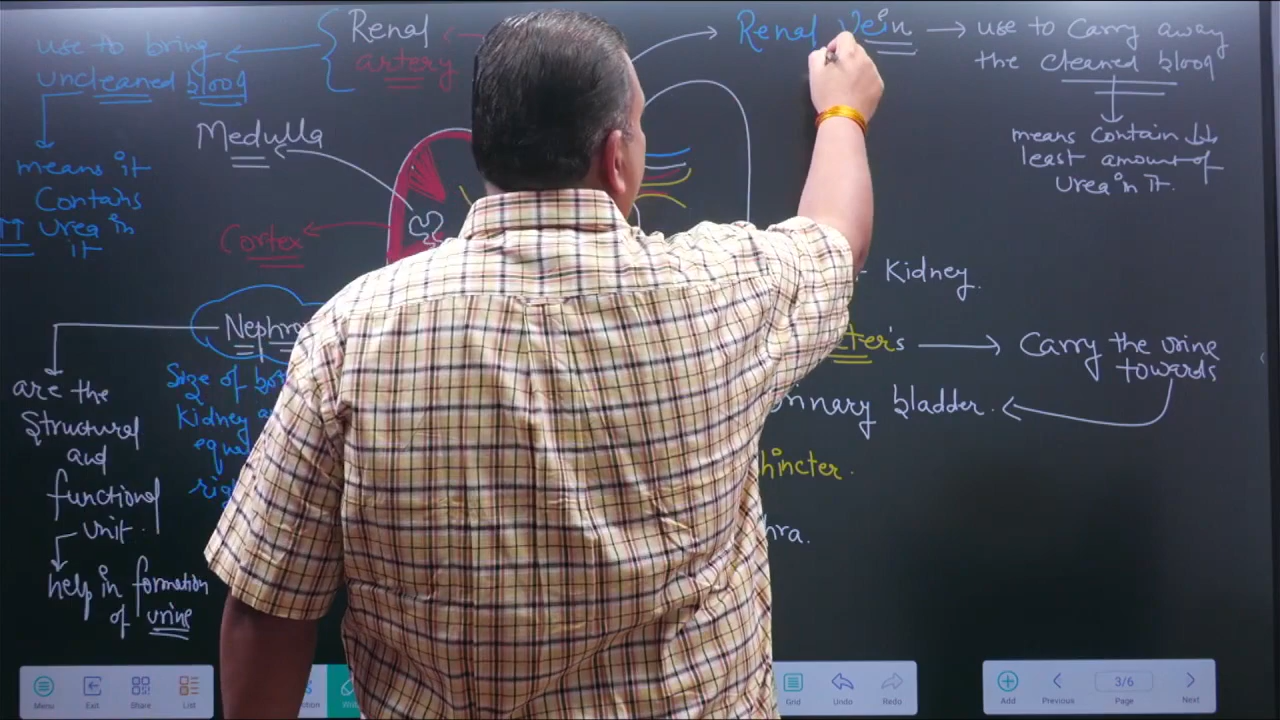 use to bring
uncleaned blood
means it
Contains
↑↑ urea in
it
Renal
artery
Medulla
Cortex
are the
Structural
and
functional
unit.
help in formation
of urine
Size of
Kidney
Renal Vein → use to carry away
the cleaned blood
means contain ↓↓
least amount of
Urea in it.
Kidney.
's → Carry the urine
towards
bladder.
Menu
Exit
Share
List
Grid
Undo
Redo
Add
Previous
3/6
Page
Next